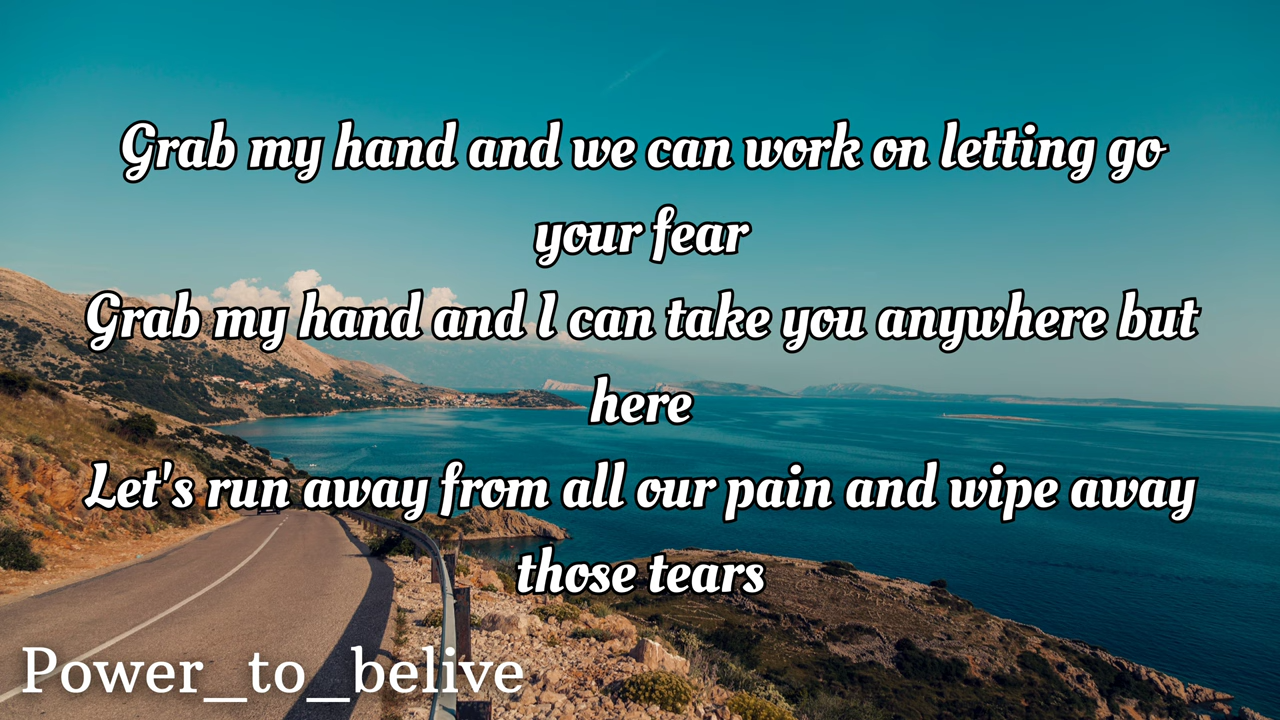 Grab my hand and we can work on letting go
your fear
Grab my hand and I can take you anywhere but
here
Let's run away from all our pain and wipe away
those tears
Power_to_belive